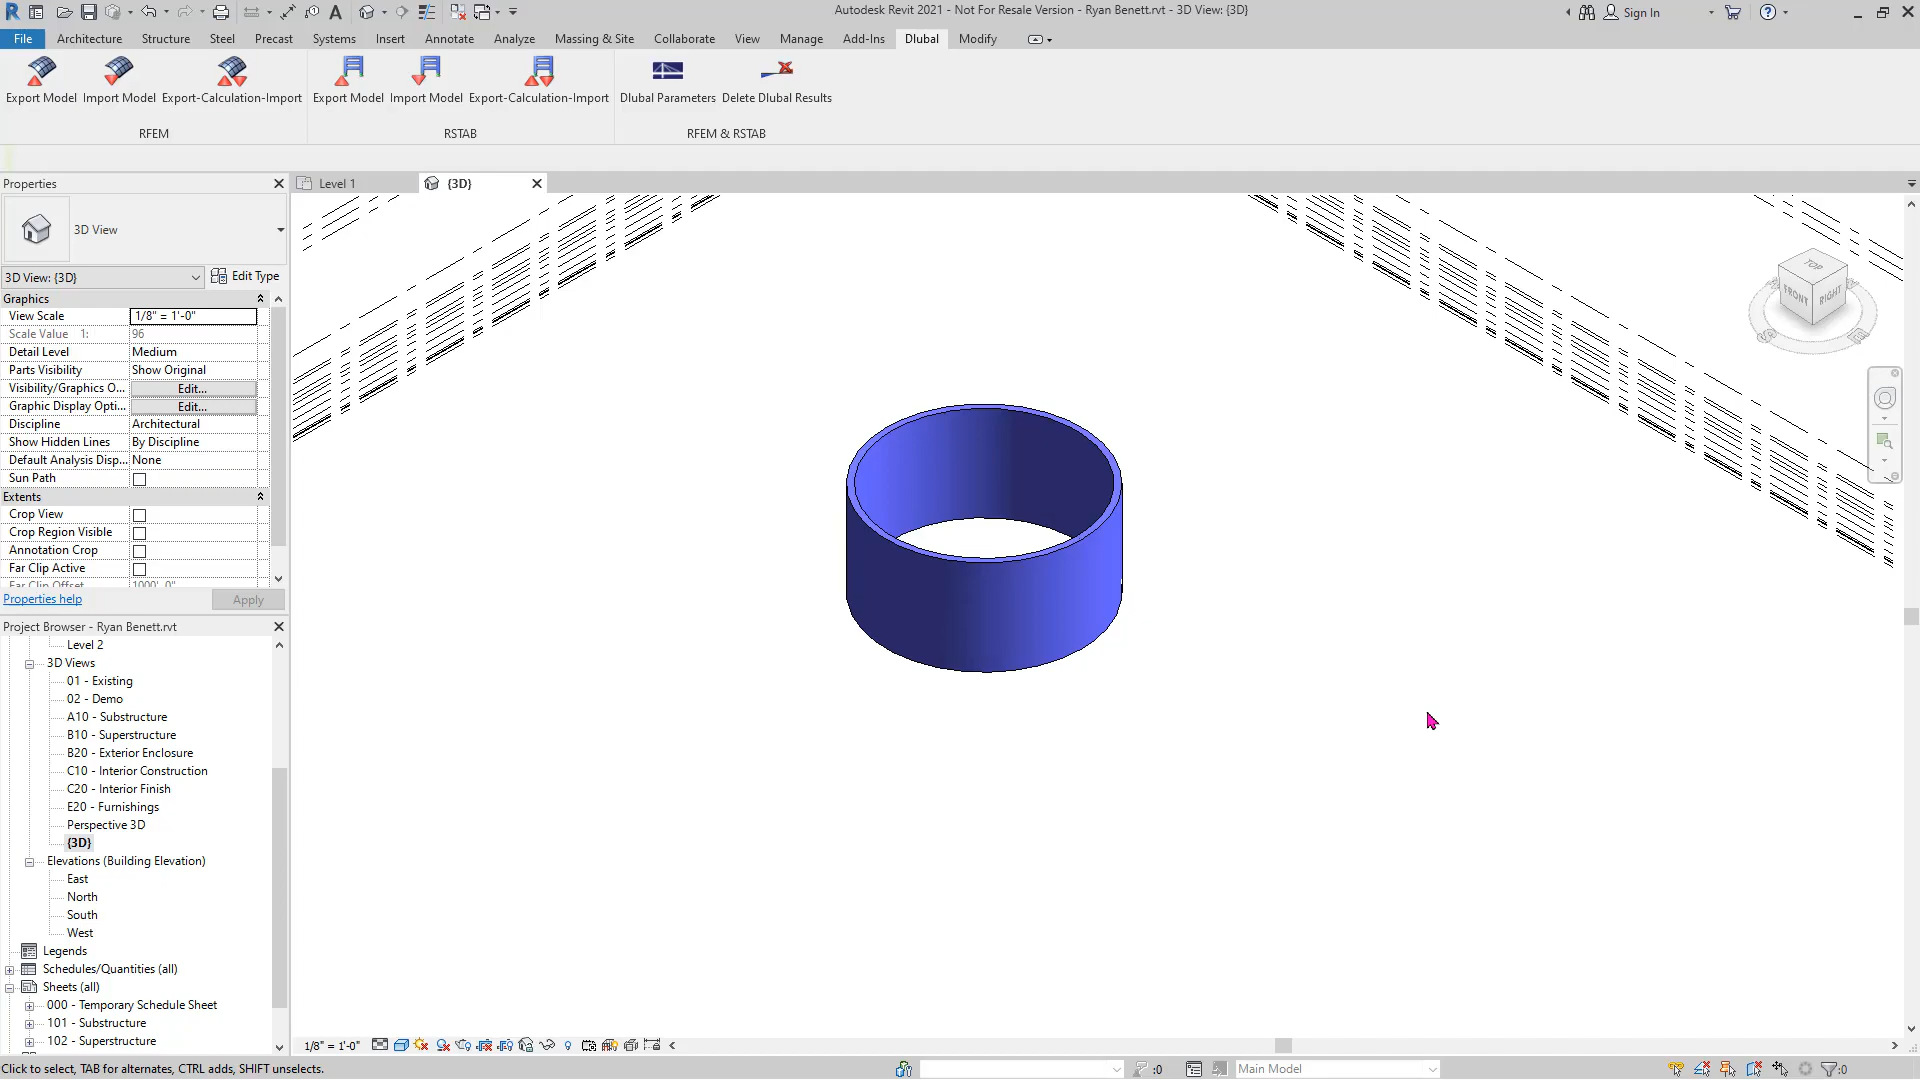 Autodesk Revit 2021 - Not For Resale Version - Ryan Benett.rvt - 3D View: {3D}
Sign In
File Architecture Structure Steel Precast Systems Insert Annotate Analyze Massing & Site Collaborate View Manage Add-Ins Dlubal Modify
Export Model Import Model Export-Calculation-Import Export Model Import Model Export-Calculation-Import Dlubal Parameters Delete Dlubal Results
RFEM RSTAB RFEM & RSTAB
Properties
Level 1 {3D}
3D View
3D View: {3D} Edit Type
Graphics
View Scale 1/8" = 1'-0"
Scale Value 1: 96
Detail Level Medium
Parts Visibility Show Original
Visibility/Graphics O... Edit...
Graphic Display Opti... Edit...
Discipline Architectural
Show Hidden Lines By Discipline
Default Analysis Disp... None
Sun Path
Extents
Crop View
Crop Region Visible
Annotation Crop
Far Clip Active
Far Clip Offset 1000' 0"
Properties help Apply
TOP
FRONT RIGHT
Project Browser - Ryan Benett.rvt
Level 2
3D Views
01 - Existing
02 - Demo
A10 - Substructure
B10 - Superstructure
B20 - Exterior Enclosure
C10 - Interior Construction
C20 - Interior Finish
E20 - Furnishings
Perspective 3D
{3D}
Elevations (Building Elevation)
East
North
South
West
Legends
Schedules/Quantities (all)
Sheets (all)
000 - Temporary Schedule Sheet
101 - Substructure
102 - Superstructure
1/8" = 1'-0"
Click to select, TAB for alternates, CTRL adds, SHIFT unselects.
:0
Main Model
:0